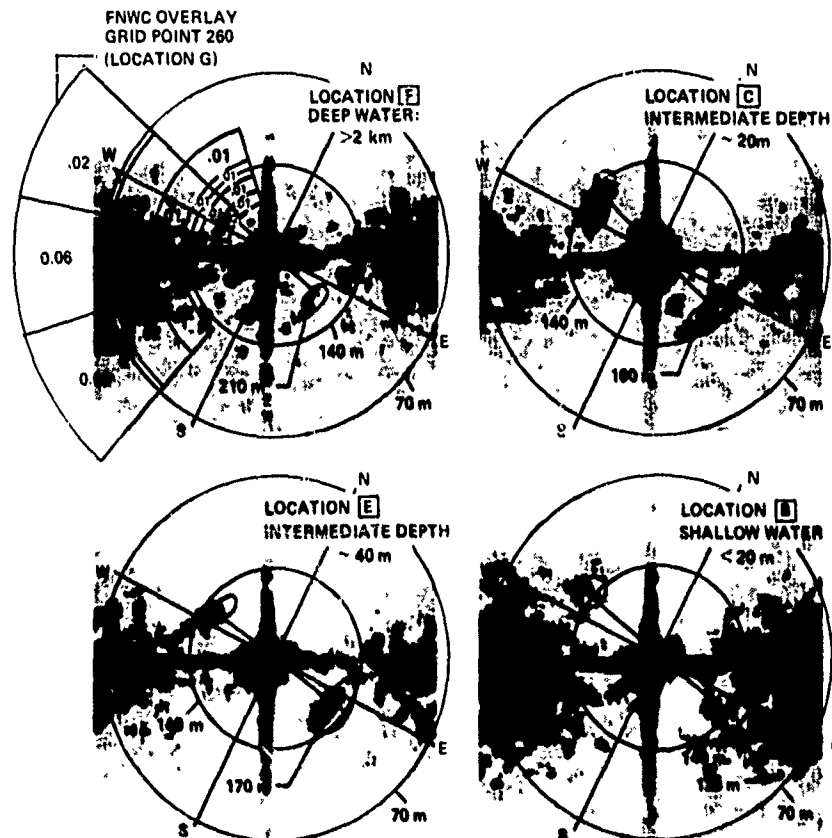 FNWC OVERLAY
GRID POINT 260
(LOCATION G)
N
LOCATION F
DEEP WATER:
>2 km
.02
W
.01
0.06
140 m
E
210 m
70 m
S
N
LOCATION C
INTERMEDIATE DEPTH
~ 20m
W
140 m
E
160 m
70 m
N
LOCATION E
INTERMEDIATE DEPTH
~ 40 m
W
E
170 m
70 m
S
N
LOCATION B
SHALLOW WATER
< 20 m
70 m
S